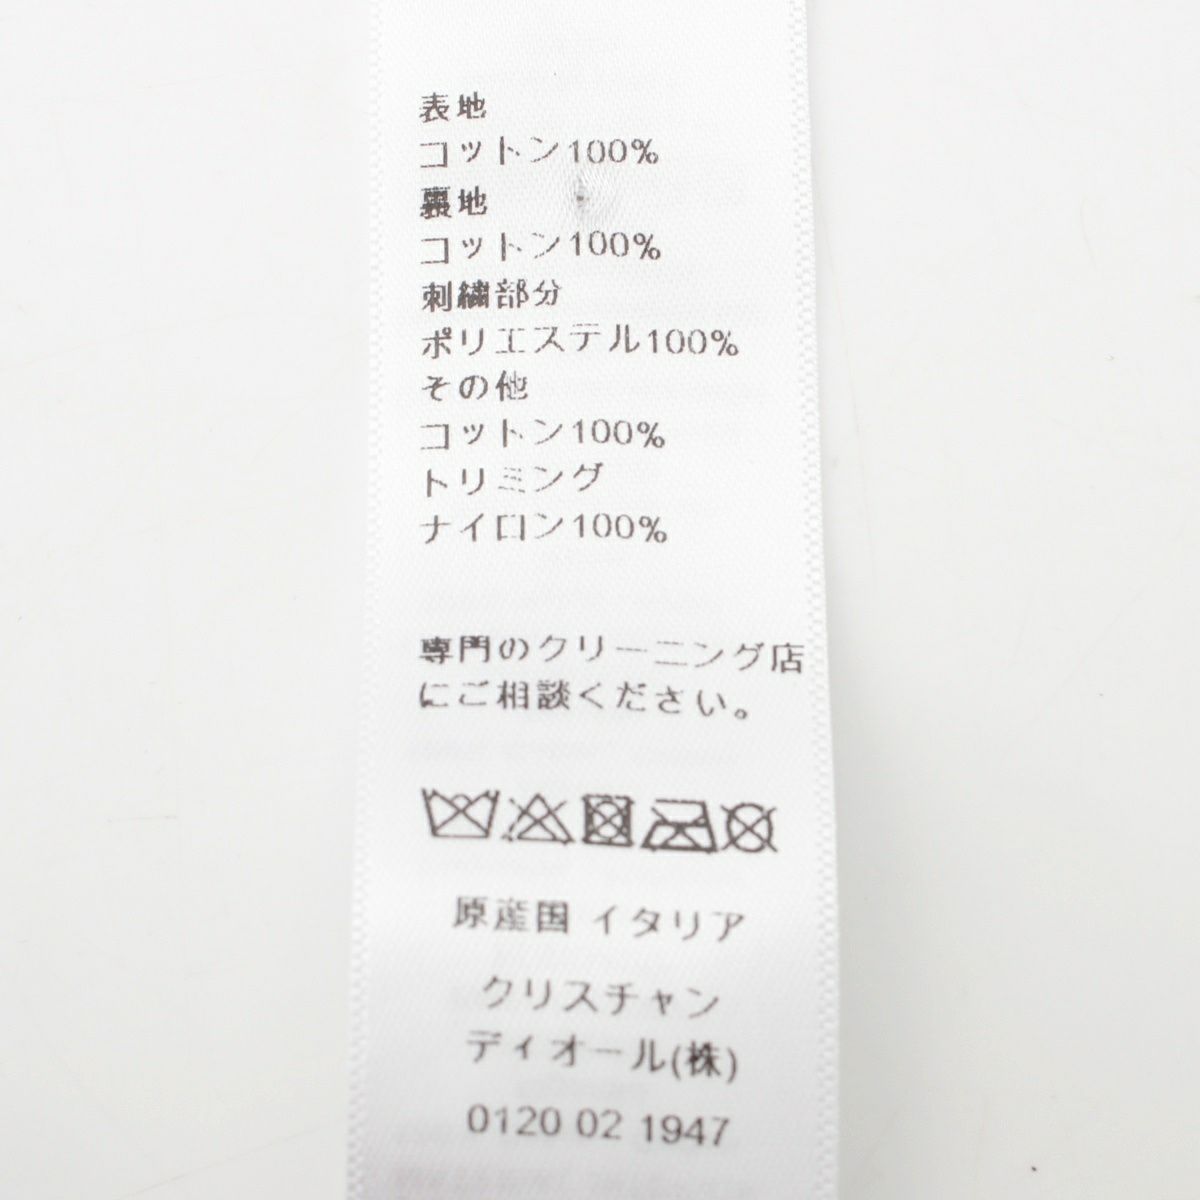 表地
コットン100%
裏地
コットン100%
刺繍部分
ポリエステル100%
その他
コットン100%
トリミング
ナイロン100%
専門のクリーニング店
にご相談ください。
原産国 イタリア
クリスチャン
ディオール(株)
0120 02 1947